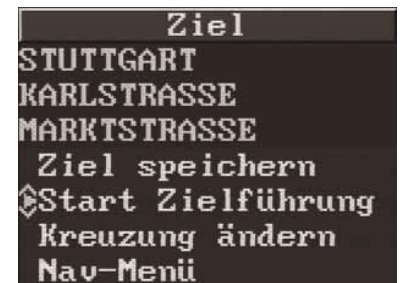 Ziel
STUTTGART
KARLSTRASSE
MARKTSTRASSE
Ziel speichern
Start Zielführung
Kreuzung ändern
Nav-Menü